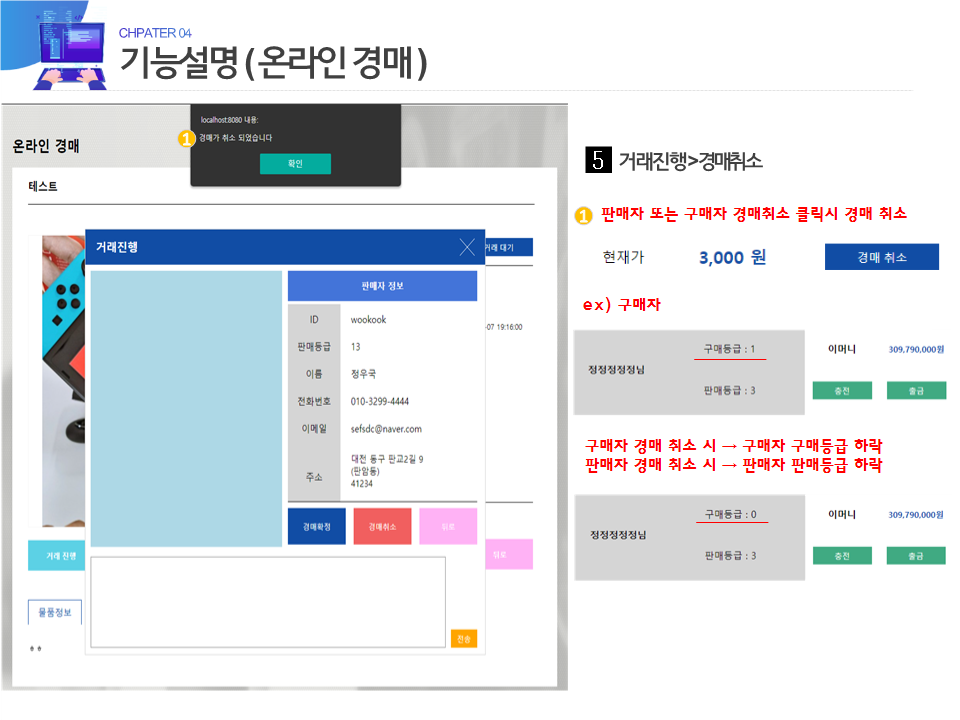 CHPATER 04
기능설명 ( 온라인 경매 )
localhost:8080 내용:
1 경매가 취소 되었습니다
확인
온라인 경매
테스트
거래진행
거래 대기
판매자 정보
ID wookook
판매등급 13
-07 19:16:00
이름 정우국
전화번호 010-3299-4444
이메일 sefsdc@naver.com
주소 대전 동구 판교2길 9
(판암동)
41234
경매확정 경매취소 뒤로
거래 진행
뒤로
물품정보
전송
5 거래진행>경매취소
1 판매자 또는 구매자 경매취소 클릭시 경매 취소
현재가 3,000 원 경매 취소
ex) 구매자
정정정정정님
구매등급 : 1
판매등급 : 3
이머니 309,790,000원
충전 출금
구매자 경매 취소 시 → 구매자 구매등급 하락
판매자 경매 취소 시 → 판매자 판매등급 하락
정정정정정님
구매등급 : 0
판매등급 : 3
이머니 309,790,000원
충전 출금